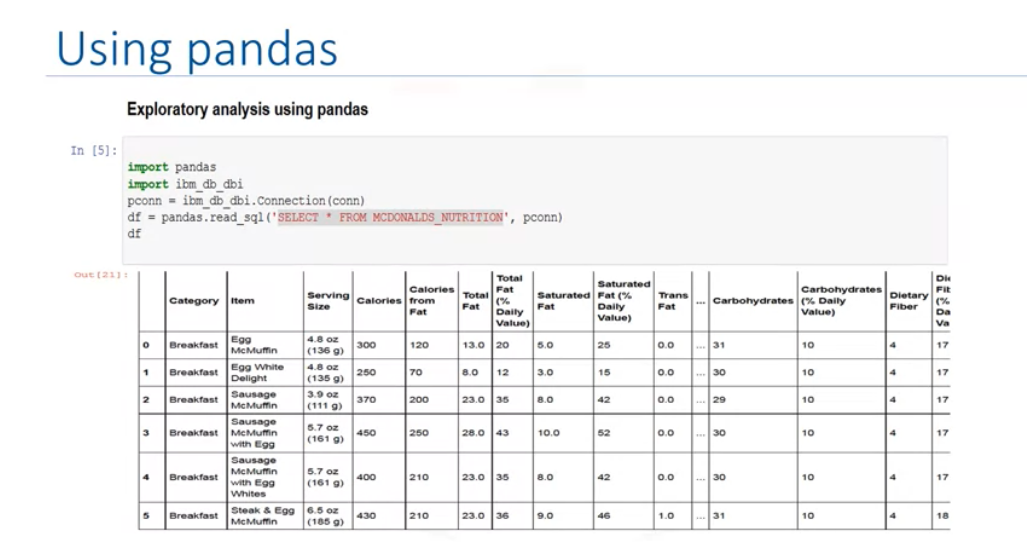 Using pandas
Exploratory analysis using pandas
In [5]:
import pandas
import ibm_db_dbi
pconn = ibm_db_dbi.Connection(conn)
df = pandas.read_sql('SELECT * FROM MCDONALDS_NUTRITION', pconn)
df
Out[21]:
Category Item Serving Size Calories Calories from Fat Total Fat Total Fat (% Daily Value) Saturated Fat Saturated Fat (% Daily Value) Trans Fat ... Carbohydrates Carbohydrates (% Daily Value) Dietary Fiber
0 Breakfast Egg McMuffin 4.8 oz (136 g) 300 120 13.0 20 5.0 25 0.0 ... 31 10 4 17
1 Breakfast Egg White Delight 4.8 oz (135 g) 250 70 8.0 12 3.0 15 0.0 ... 30 10 4 17
2 Breakfast Sausage McMuffin 3.9 oz (111 g) 370 200 23.0 35 8.0 42 0.0 ... 29 10 4 17
3 Breakfast Sausage McMuffin with Egg 5.7 oz (161 g) 450 250 28.0 43 10.0 52 0.0 ... 30 10 4 17
4 Breakfast Sausage McMuffin with Egg Whites 5.7 oz (161 g) 400 210 23.0 35 8.0 42 0.0 ... 30 10 4 17
5 Breakfast Steak & Egg McMuffin 6.5 oz (185 g) 430 210 23.0 36 9.0 46 1.0 ... 31 10 4 18